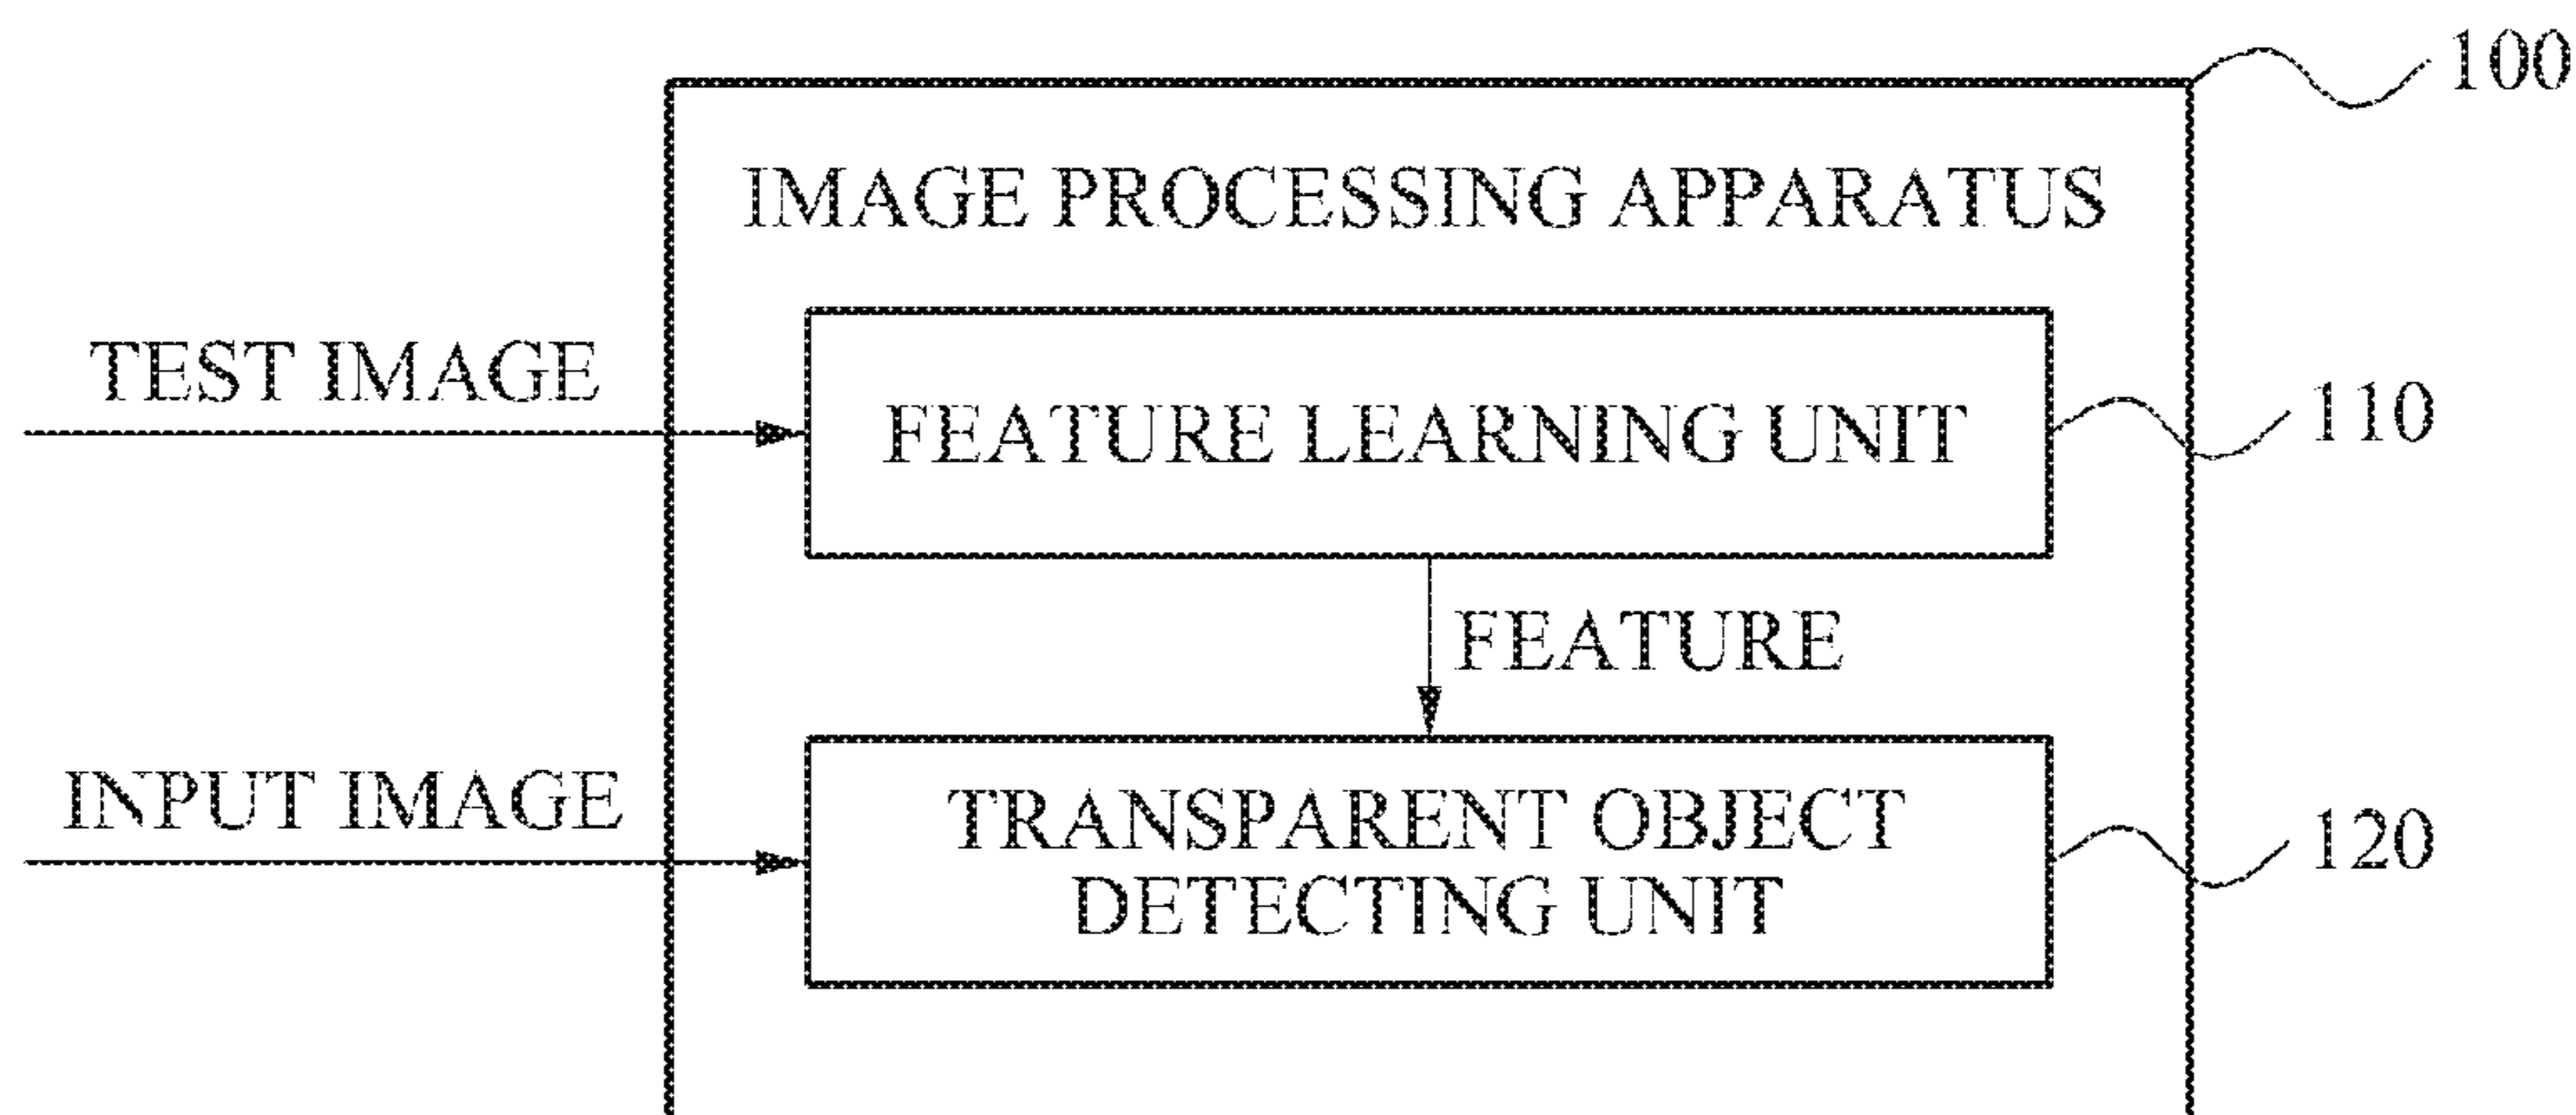 100
IMAGE PROCESSING APPARATUS
TEST IMAGE
FEATURE LEARNING UNIT
110
FEATURE
INPUT IMAGE
TRANSPARENT OBJECT
DETECTING UNIT
120